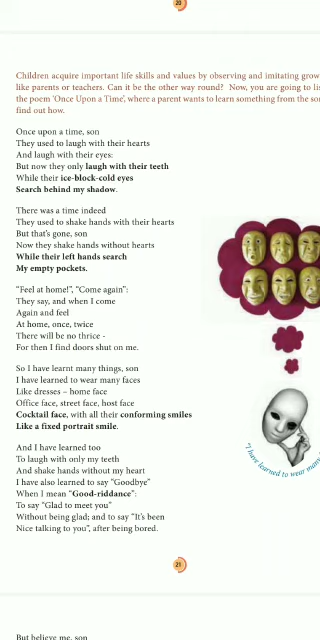 20
Children acquire important life skills and values by observing and imitating grow
like parents or teachers. Can it be the other way round? Now, you are going to lis
the poem ‘Once Upon a Time’, where a parent wants to learn something from the so
find out how.
Once upon a time, son
They used to laugh with their hearts
And laugh with their eyes:
But now they only laugh with their teeth
While their ice-block-cold eyes
Search behind my shadow.
There was a time indeed
They used to shake hands with their hearts
But that’s gone, son
Now they shake hands without hearts
While their left hands search
My empty pockets.
“Feel at home!”, “Come again”:
They say, and when I come
Again and feel
At home, once, twice
There will be no thrice -
For then I find doors shut on me.
So I have learnt many things, son
I have learned to wear many faces
Like dresses – home face
Office face, street face, host face
Cocktail face, with all their conforming smiles
Like a fixed portrait smile.
And I have learned too
To laugh with only my teeth
And shake hands without my heart
I have also learned to say “Goodbye”
When I mean “Good-riddance”:
To say “Glad to meet you”
Without being glad; and to say “It’s been
Nice talking to you”, after being bored.
“I have learned to wear many
21
But believe me, son